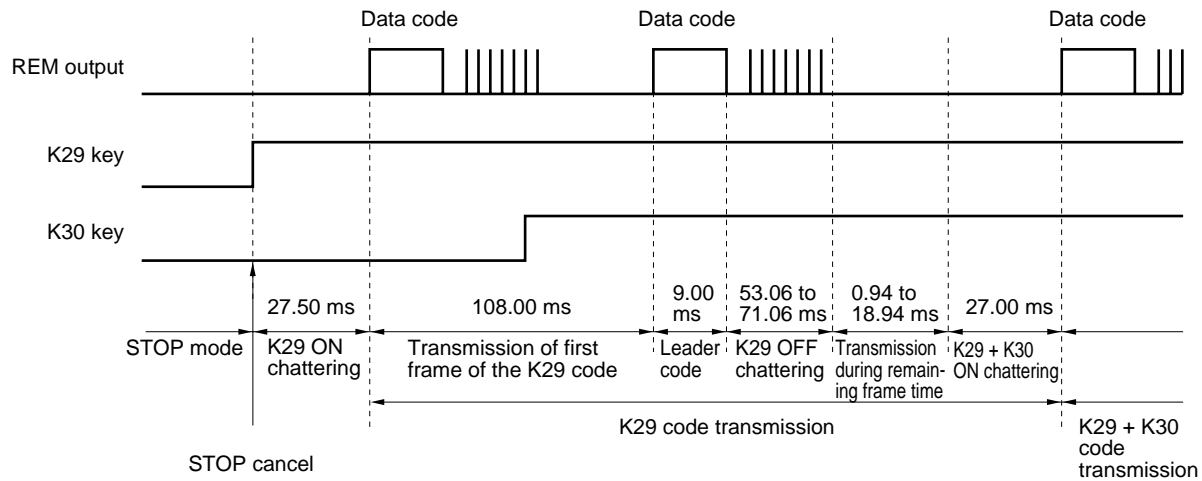 Data code
Data code
Data code
REM output
K29 key
K30 key
27.50 ms
108.00 ms
9.00
ms
53.06 to
71.06 ms
0.94 to
18.94 ms
27.00 ms
STOP mode
K29 ON
chattering
Transmission of first
frame of the K29 code
Leader
code
K29 OFF
chattering
Transmission
during remain-
ing frame time
K29 + K30
ON chattering
K29 code transmission
K29 + K30
code
transmission
STOP cancel